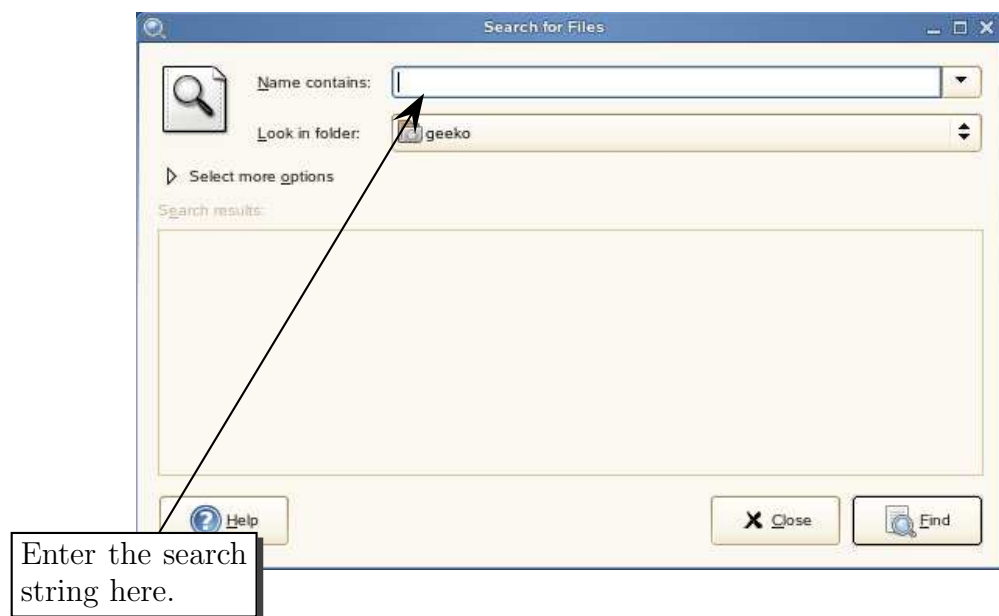 Search for Files
Name contains:
Look in folder: geeko
Select more options
Search results:
Help Close Find
Enter the search
string here.